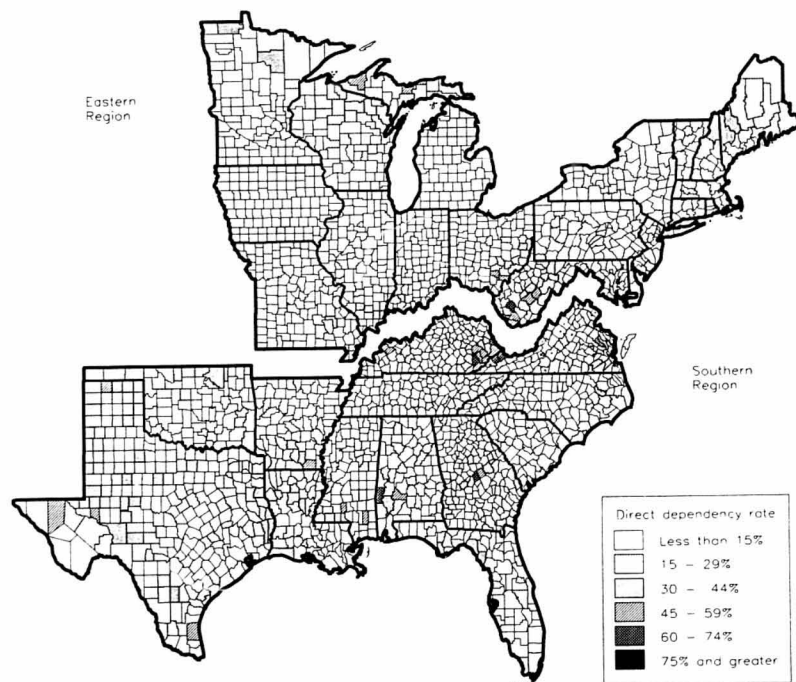 Eastern
Region
Southern
Region
Direct dependency rate
Less than 15%
15 - 29%
30 - 44%
45 - 59%
60 - 74%
75% and greater